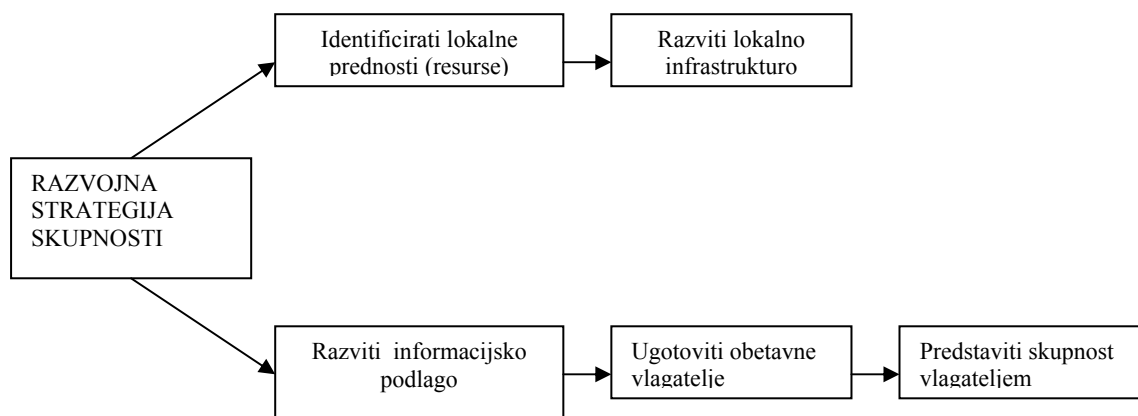 Identificirati lokalne
prednosti (resurse)
Razviti lokalno
infrastrukturo
RAZVOJNA
STRATEGIJA
SKUPNOSTI
Razviti informacijsko
podlago
Ugotoviti obetavne
vlagatelje
Predstaviti skupnost
vlagateljem